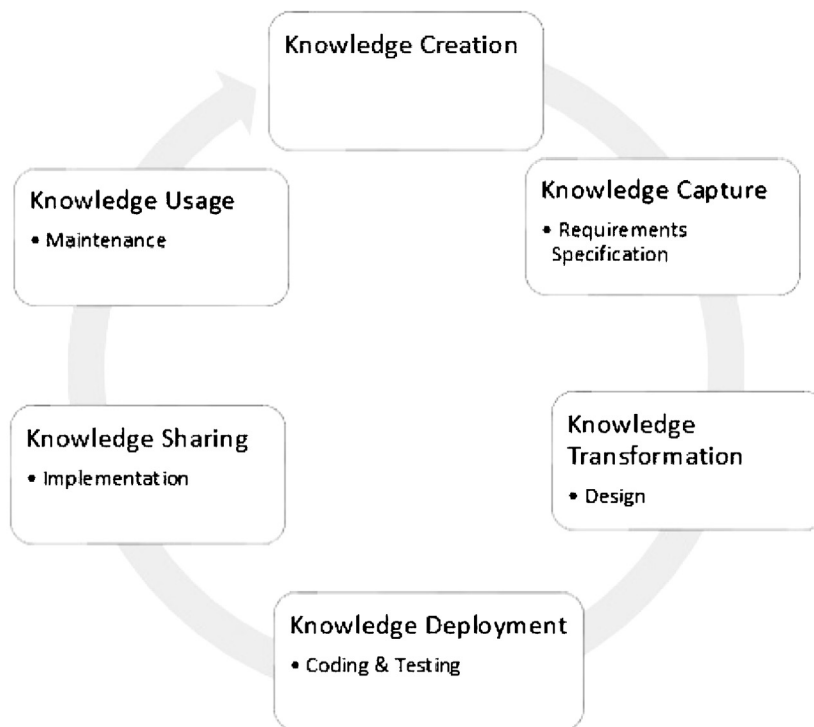 Knowledge Creation
Knowledge Capture
• Requirements
Specification
Knowledge
Transformation
• Design
Knowledge Deployment
• Coding & Testing
Knowledge Sharing
• Implementation
Knowledge Usage
• Maintenance